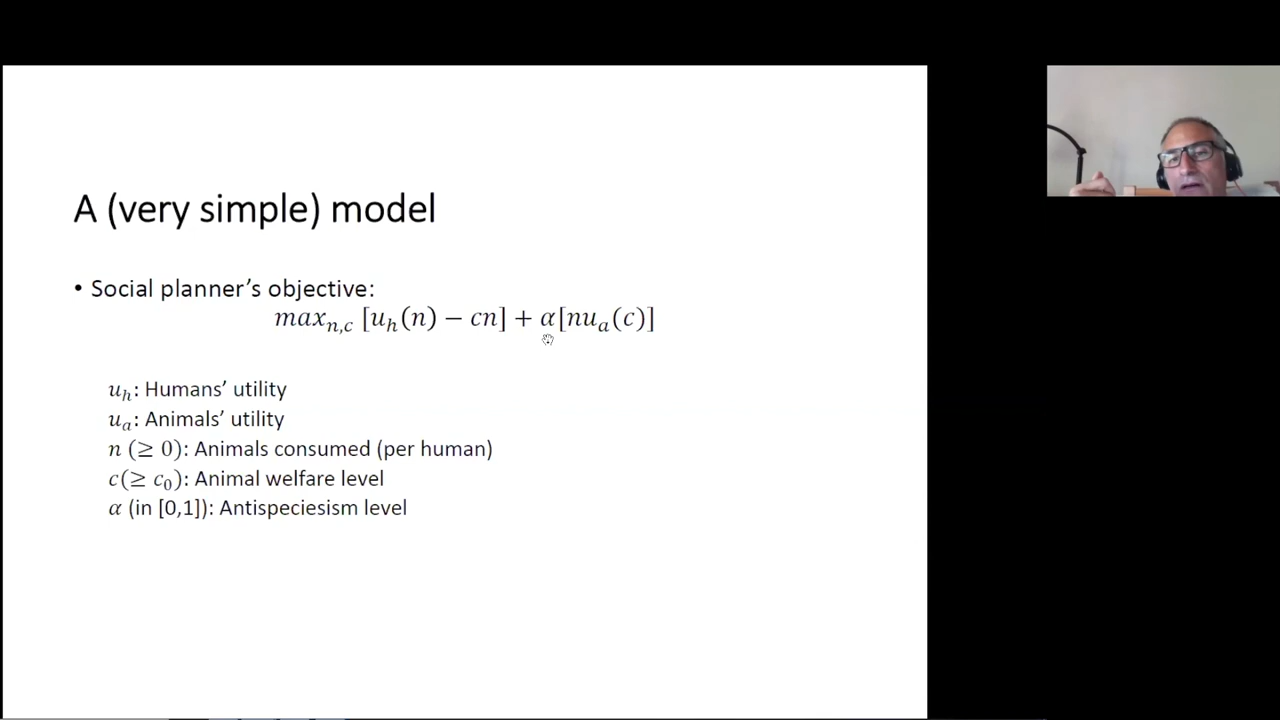 A (very simple) model
• Social planner's objective:
max_{n,c} [u_h(n) − cn] + α[nu_a(c)]
u_h: Humans' utility
u_a: Animals' utility
n (≥ 0): Animals consumed (per human)
c(≥ c_0): Animal welfare level
α (in [0,1]): Antispeciesism level